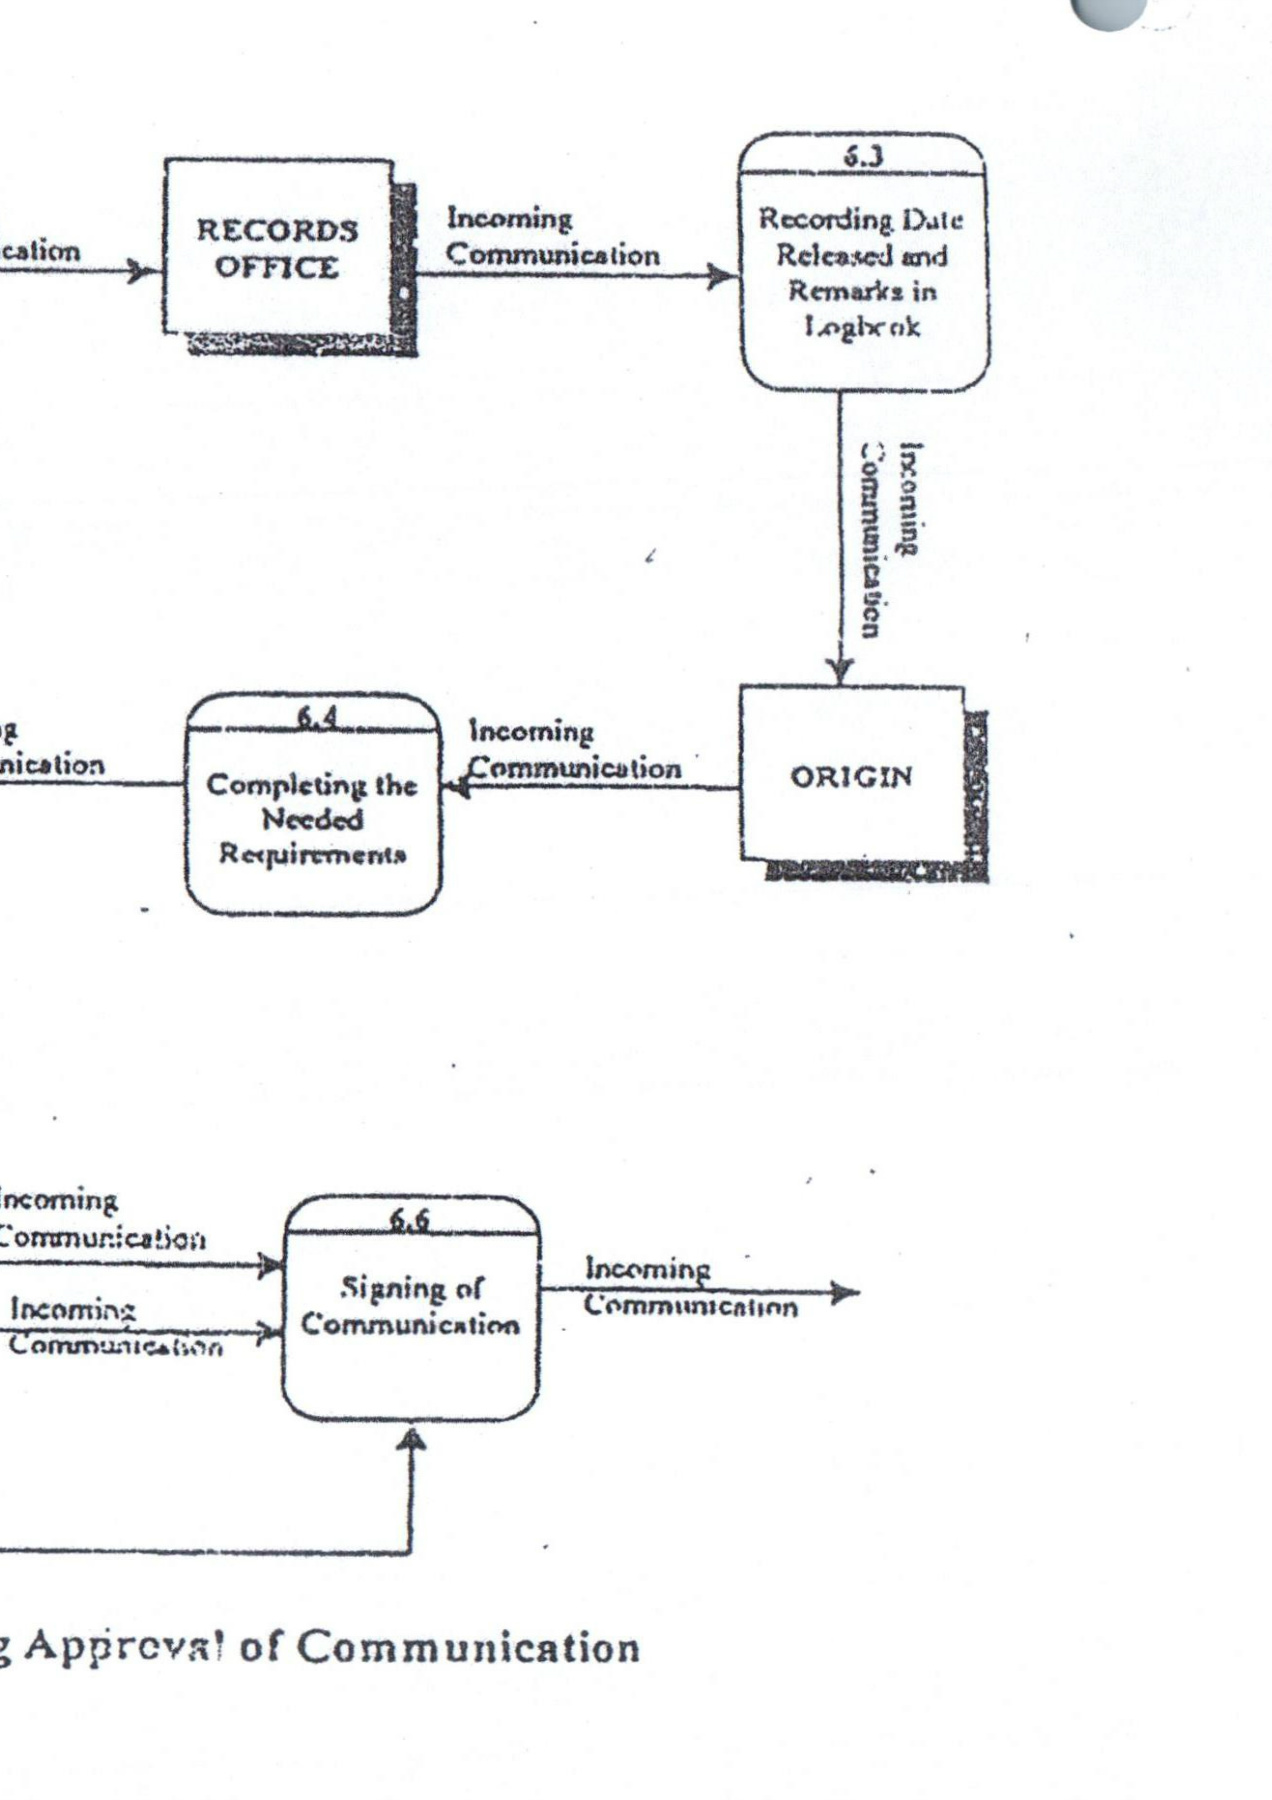 6.3
RECORDS
OFFICE
Incoming
Communication
Recording Date
Released and
Remarks in
Logbook
cation
Incoming
Communication
6.4
Completing the
Needed
Requirements
Incoming
Communication
ORIGIN
g
nication
ncoming
Communication
6.6
Signing of
Communication
Incoming
Communication
Incoming
Communication
g Approval of Communication